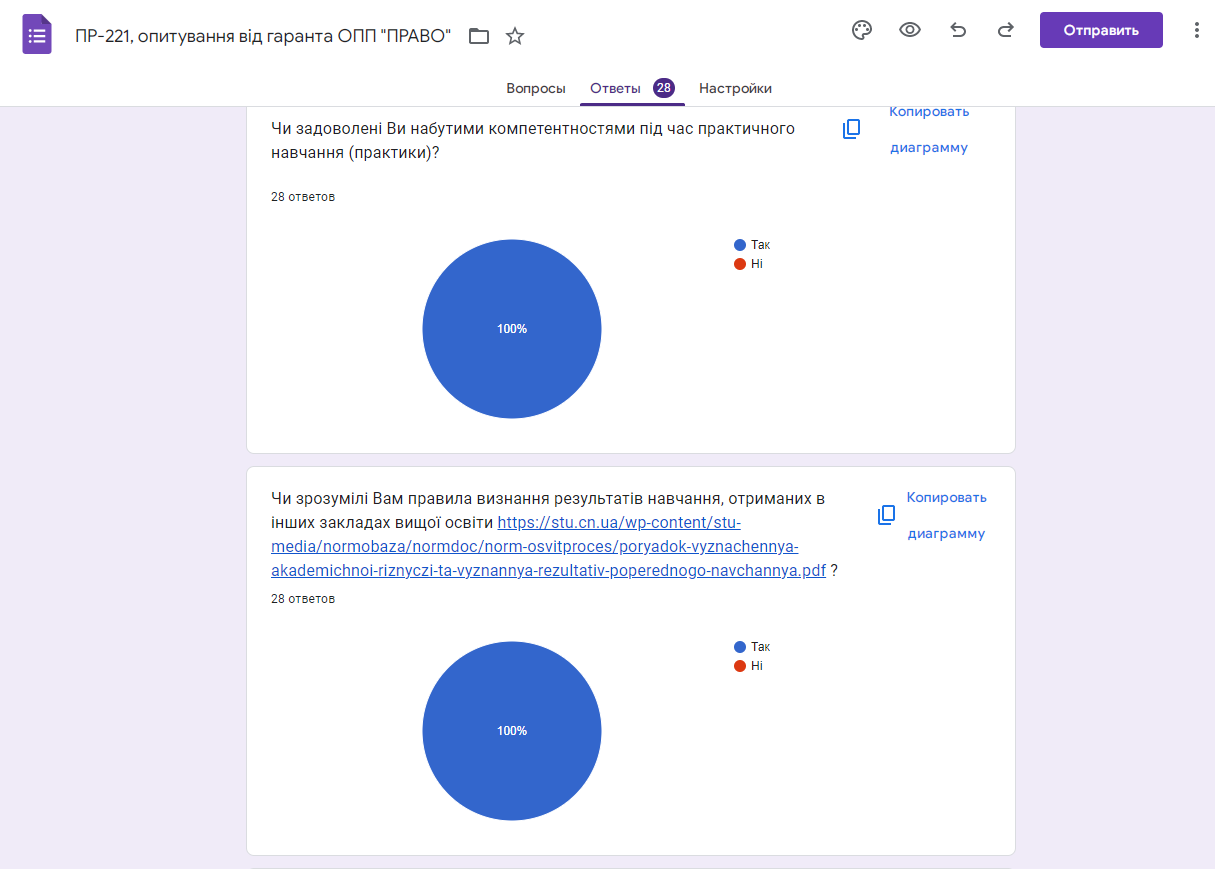 ПР-221, опитування від гаранта ОПП "ПРАВО"
Отправить
Вопросы
Ответы 28
Настройки
Чи задоволені Ви набутими компетентностями під час практичного
навчання (практики)?
Копировать
диаграмму
28 ответов
Так
Ні
100%
Чи зрозумілі Вам правила визнання результатів навчання, отриманих в
інших закладах вищої освіти https://stu.cn.ua/wp-content/stu-
media/normobaza/normdoc/norm-osvitproces/poryadok-vyznachennya-
akademichnoi-riznyczi-ta-vyznannya-rezultativ-poperednogo-navchannya.pdf ?
Копировать
диаграмму
28 ответов
Так
Ні
100%